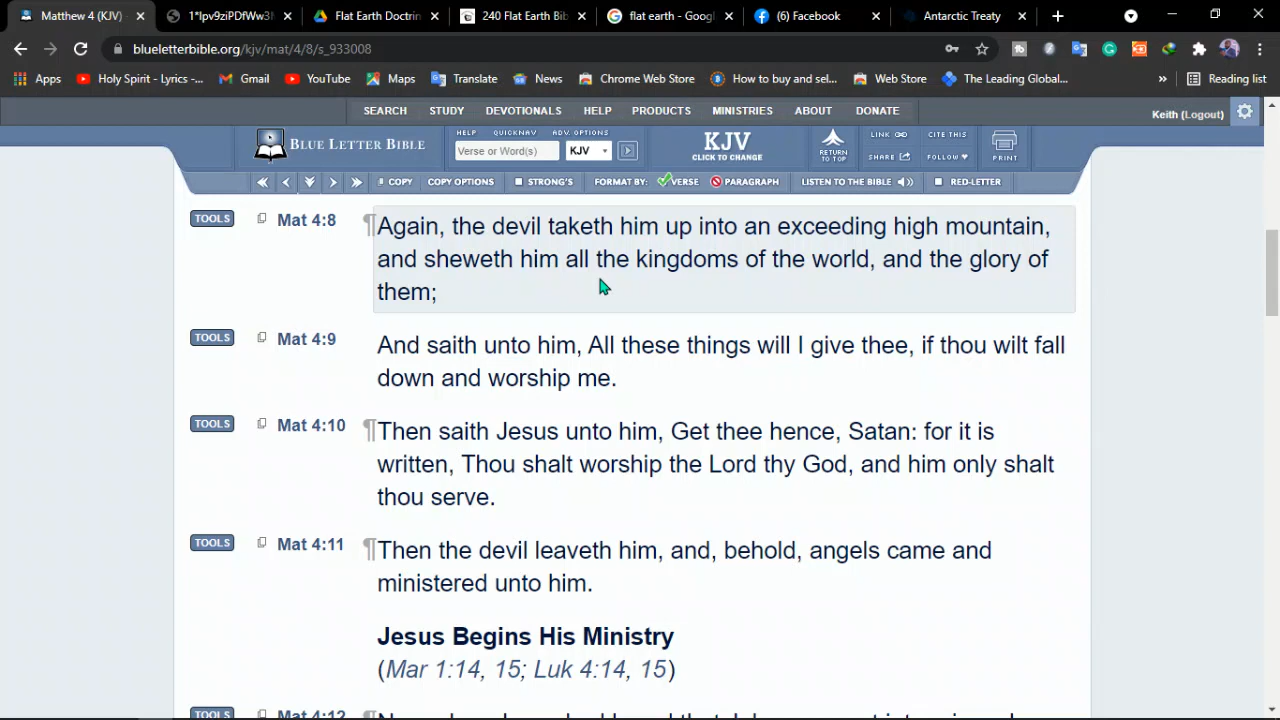 Matthew 4 (KJV)
1*lpv9ziPDfWw3H
Flat Earth Doctrin
240 Flat Earth Bib
flat earth - Googl
(6) Facebook
Antarctic Treaty
blueletterbible.org/kjv/mat/4/8/s_933008
Apps
Holy Spirit - Lyrics -...
Gmail
YouTube
Maps
Translate
News
Chrome Web Store
How to buy and sel...
Web Store
The Leading Global...
»
Reading list
SEARCH
STUDY
DEVOTIONALS
HELP
PRODUCTS
MINISTRIES
ABOUT
DONATE
Keith (Logout)
BLUE LETTER BIBLE
HELP
QUICKNAV
ADV. OPTIONS
Verse or Word(s)
KJV
KJV
CLICK TO CHANGE
RETURN
TO TOP
LINK
CITE THIS
SHARE
FOLLOW
PRINT
COPY
COPY OPTIONS
STRONG'S
FORMAT BY:
VERSE
PARAGRAPH
LISTEN TO THE BIBLE
RED-LETTER
TOOLS
Mat 4:8
¶Again, the devil taketh him up into an exceeding high mountain,
and sheweth him all the kingdoms of the world, and the glory of
them;
TOOLS
Mat 4:9
And saith unto him, All these things will I give thee, if thou wilt fall
down and worship me.
TOOLS
Mat 4:10
¶Then saith Jesus unto him, Get thee hence, Satan: for it is
written, Thou shalt worship the Lord thy God, and him only shalt
thou serve.
TOOLS
Mat 4:11
¶Then the devil leaveth him, and, behold, angels came and
ministered unto him.
Jesus Begins His Ministry
(Mar 1:14, 15; Luk 4:14, 15)
TOOLS
Mat 4:12